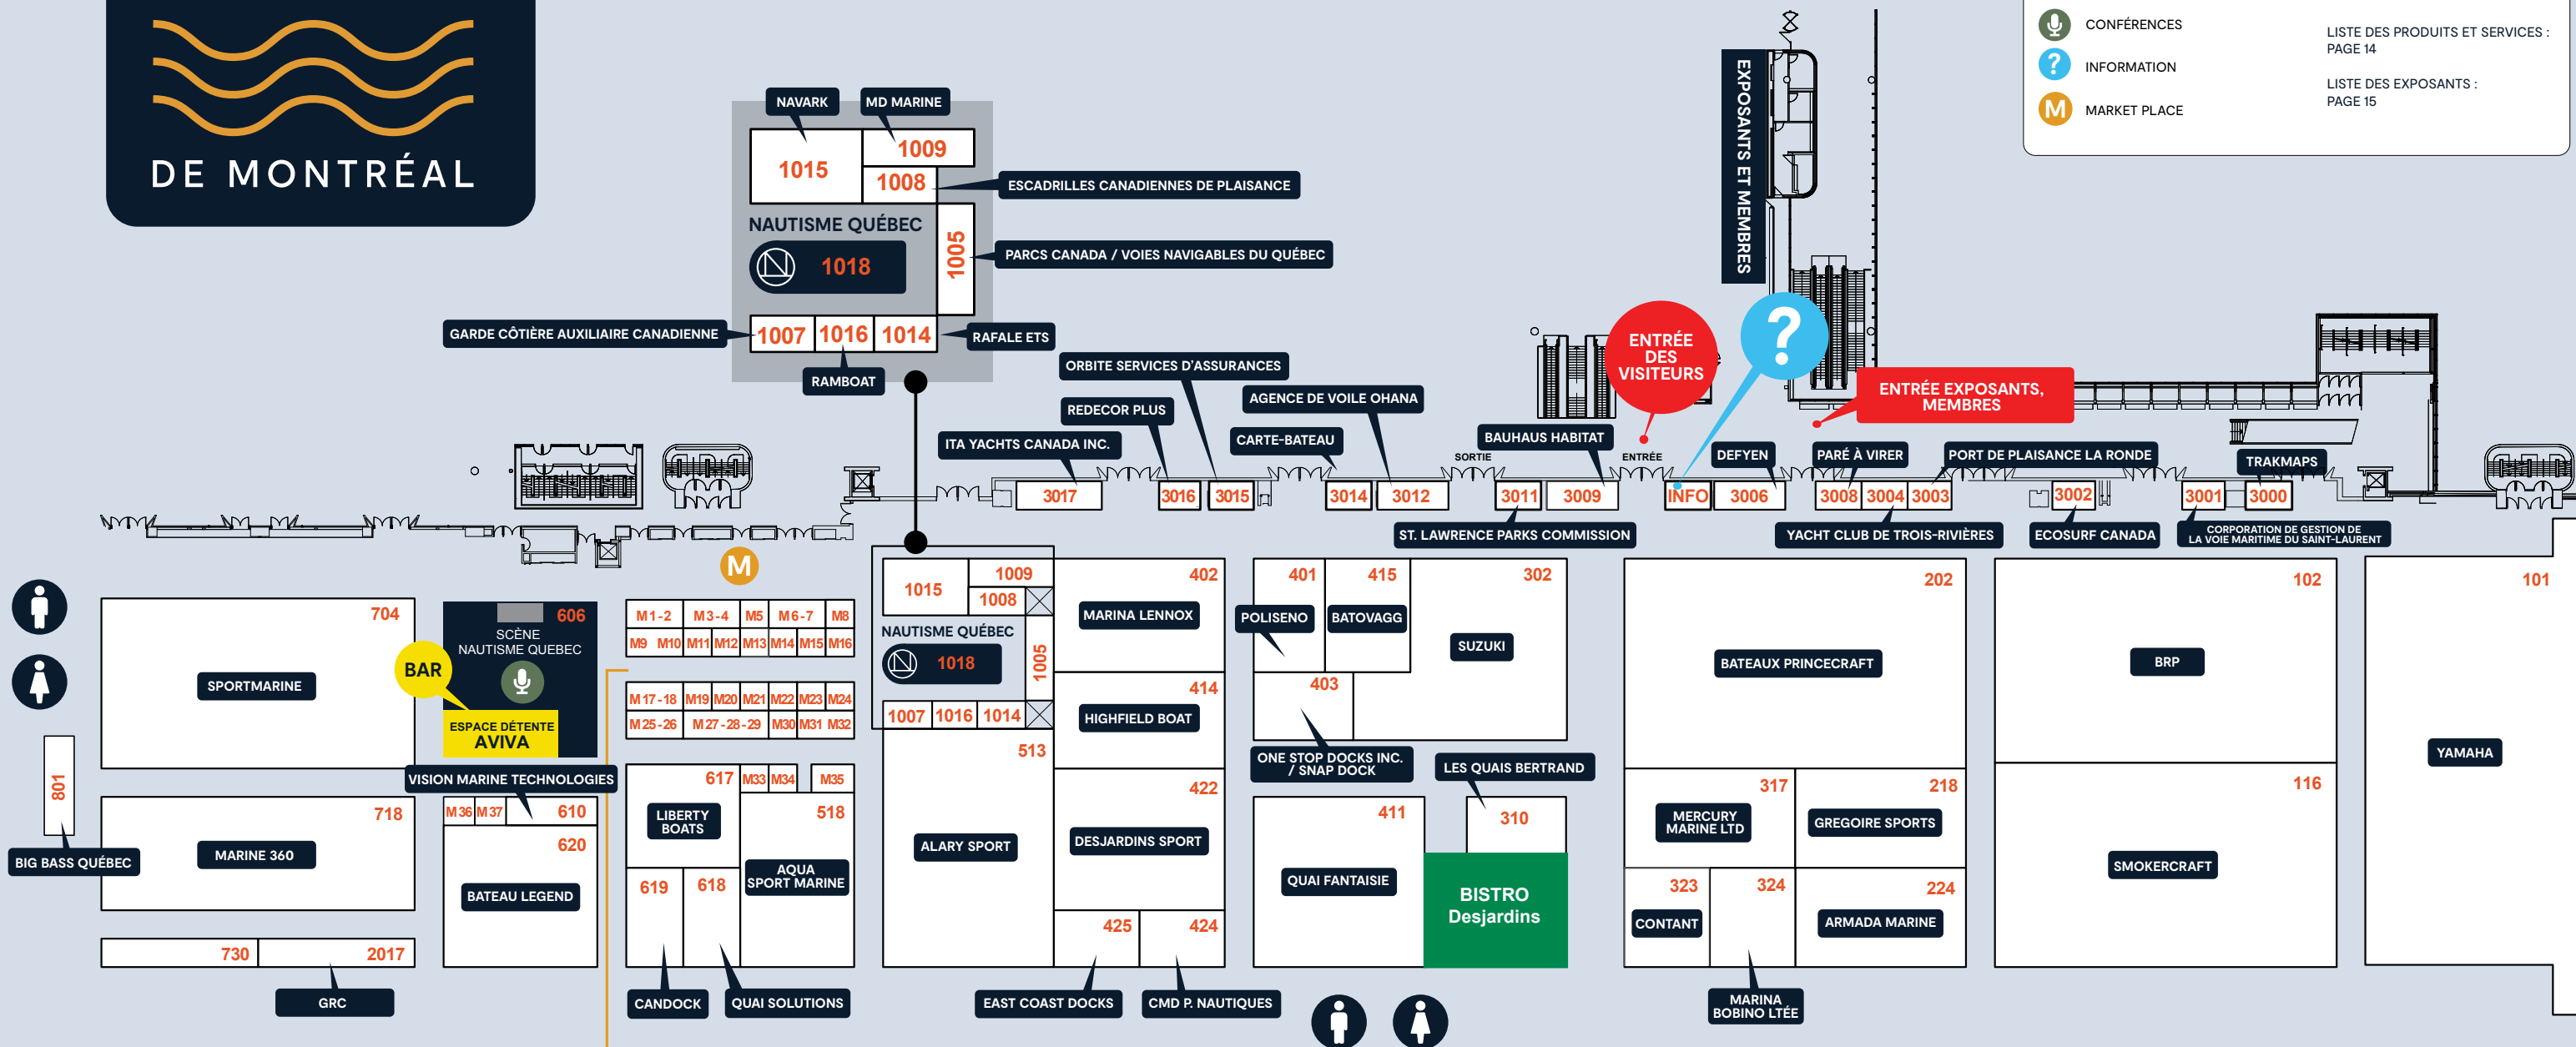 DE MONTRÉAL
CONFÉRENCES
INFORMATION
M
MARKET PLACE
LISTE DES PRODUITS ET SERVICES :
PAGE 14
LISTE DES EXPOSANTS :
PAGE 15
EXPOSANTS ET MEMBRES
NAVARK
MD MARINE
1015
1009
1008
ESCADRILLES CANADIENNES DE PLAISANCE
NAUTISME QUÉBEC
1018
1005
PARCS CANADA / VOIES NAVIGABLES DU QUÉBEC
GARDE CÔTIÈRE AUXILIAIRE CANADIENNE
1007
1016
1014
RAFALE ETS
RAMBOAT
ENTRÉE
DES
VISITEURS
?
ENTRÉE EXPOSANTS,
MEMBRES
ORBITE SERVICES D'ASSURANCES
REDECOR PLUS
AGENCE DE VOILE OHANA
ITA YACHTS CANADA INC.
CARTE-BATEAU
BAUHAUS HABITAT
SORTIE
ENTRÉE
DEFYEN
PARÉ À VIRER
PORT DE PLAISANCE LA RONDE
TRAKMAPS
3017
3016
3015
3014
3012
3011
3009
INFO
3006
3008
3004
3003
3002
3001
3000
ST. LAWRENCE PARKS COMMISSION
YACHT CLUB DE TROIS-RIVIÈRES
ECOSURF CANADA
CORPORATION DE GESTION DE
LA VOIE MARITIME DU SAINT-LAURENT
M
704
SPORTMARINE
606
SCÈNE
NAUTISME QUEBEC
BAR
ESPACE DÉTENTE
AVIVA
801
BIG BASS QUÉBEC
718
MARINE 360
730
2017
GRC
VISION MARINE TECHNOLOGIES
M36
M37
610
620
BATEAU LEGEND
M1-2
M3-4
M5
M6-7
M8
M9
M10
M11
M12
M13
M14
M15
M16
M17-18
M19
M20
M21
M22
M23
M24
M25-26
M27-28-29
M30
M31
M32
617
M33
M34
M35
LIBERTY
BOATS
518
AQUA
SPORT MARINE
619
618
CANDOCK
QUAI SOLUTIONS
1015
1009
1008
NAUTISME QUÉBEC
1018
1005
1007
1016
1014
402
MARINA LENNOX
414
HIGHFIELD BOAT
513
ALARY SPORT
422
DESJARDINS SPORT
425
424
EAST COAST DOCKS
CMD P. NAUTIQUES
401
POLISENO
415
BATOVAGG
302
SUZUKI
403
ONE STOP DOCKS INC.
/ SNAP DOCK
LES QUAIS BERTRAND
411
QUAI FANTAISIE
310
BISTRO
Desjardins
202
BATEAUX PRINCECRAFT
317
MERCURY
MARINE LTD
218
GREGOIRE SPORTS
323
CONTANT
324
224
ARMADA MARINE
MARINA
BOBINO LTÉE
102
BRP
116
SMOKERCRAFT
101
YAMAHA